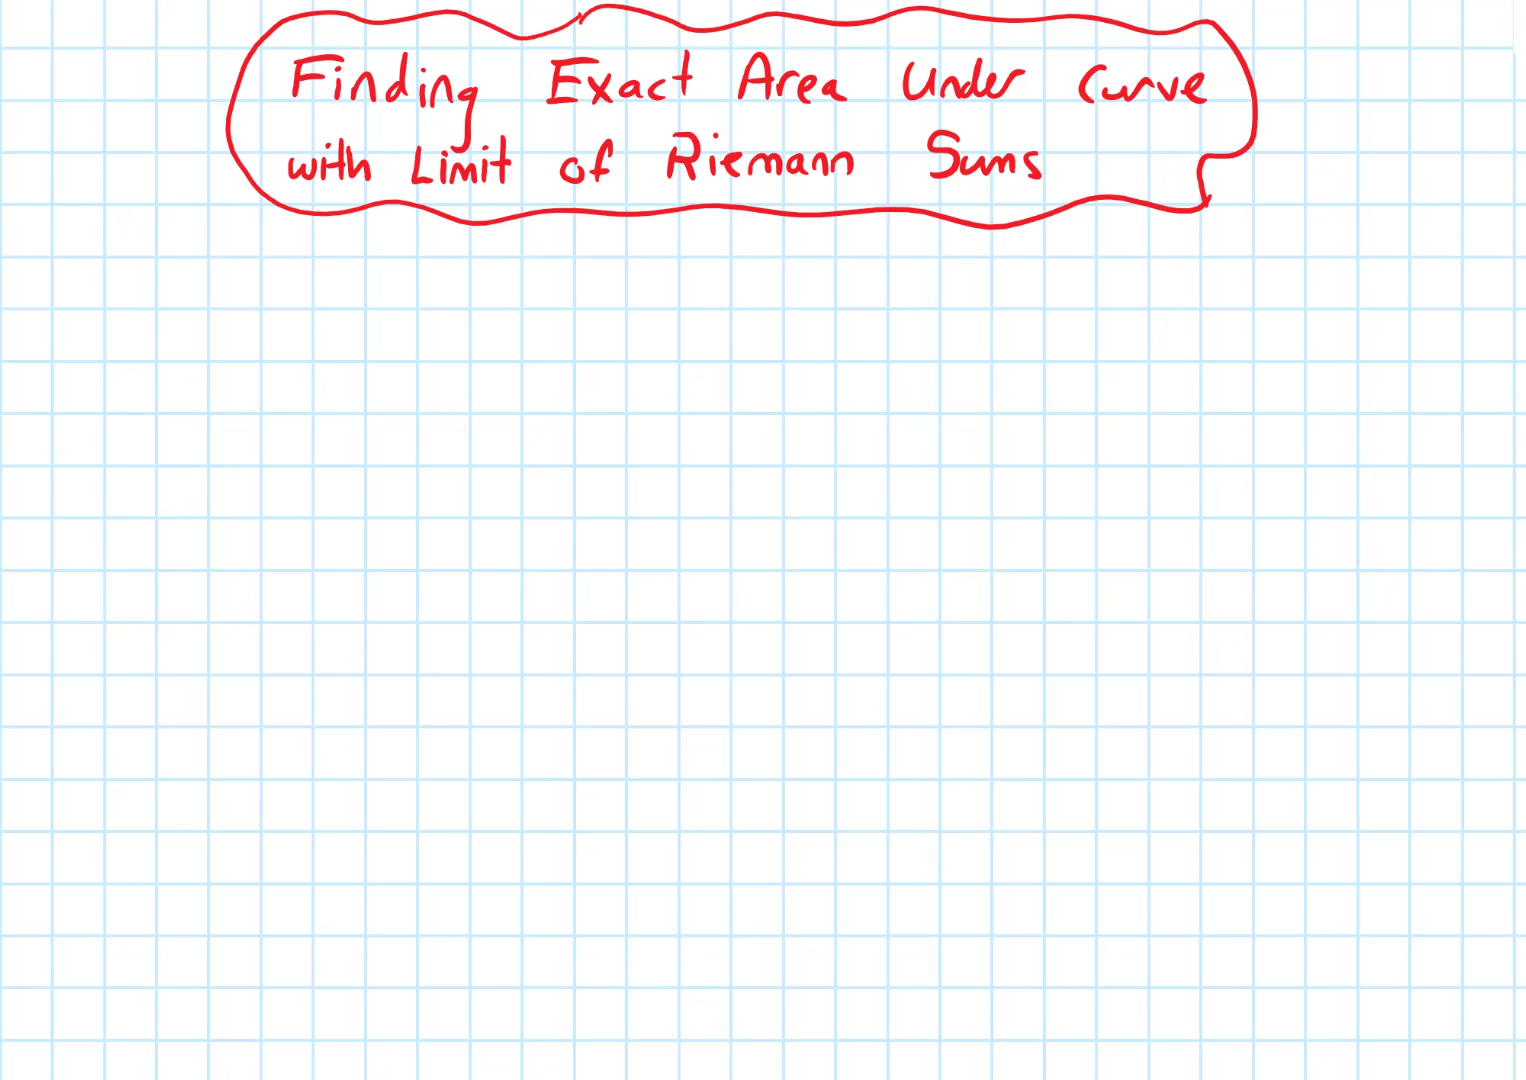 Finding Exact Area Under Curve
with Limit of Riemann Sums